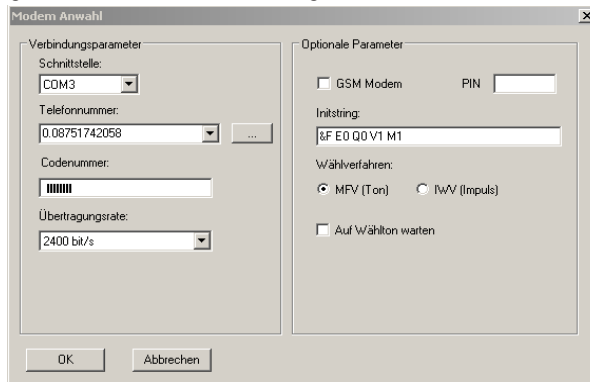 Modem Anwahl
Verbindungsparameter
Schnittstelle:
COM3
Telefonnummer:
0.08751742058
...
Codenummer:
Übertragungsrate:
2400 bit/s
Optionale Parameter
GSM Modem PIN
Initstring:
&F E0 Q0 V1 M1
Wählverfahren:
MFV (Ton) IWV (Impuls)
Auf Wählton warten
OK Abbrechen